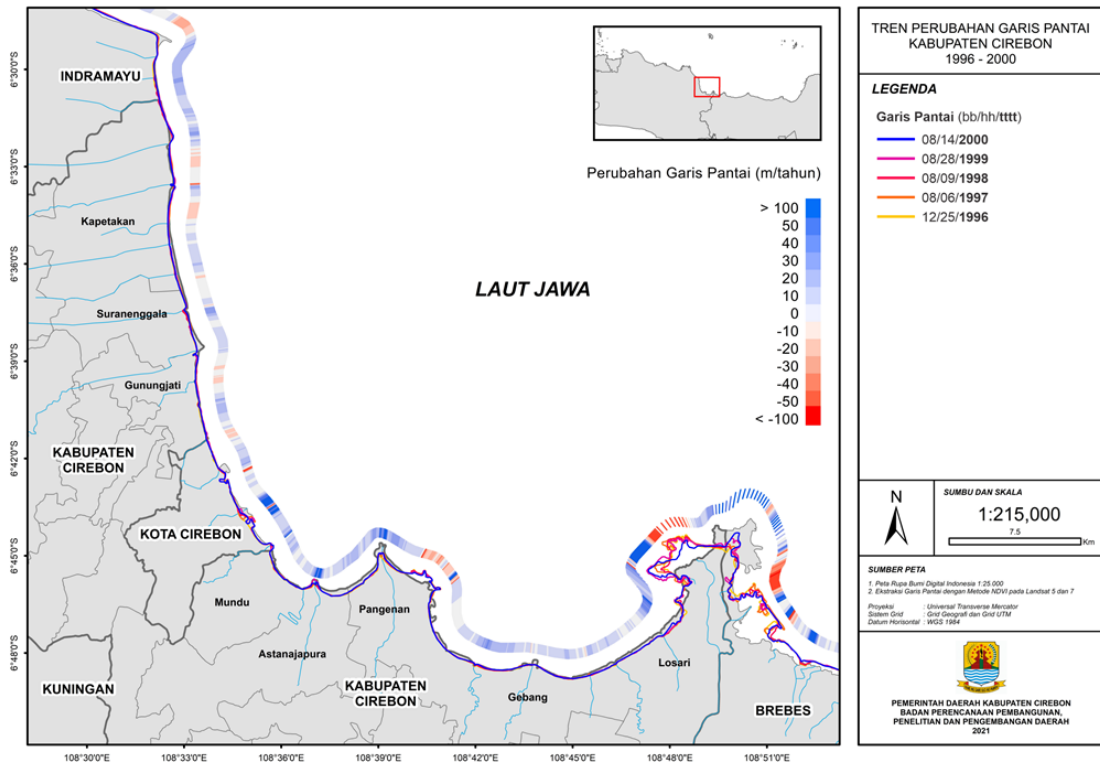 INDRAMAYU
Kapetakan
Suranenggala
Gunungjati
KABUPATEN
CIREBON
KOTA CIREBON
Mundu
Astanajapura
Pangenan
KABUPATEN
CIREBON
Gebang
Losari
KUNINGAN
BREBES
LAUT JAWA
Perubahan Garis Pantai (m/tahun)
> 100
50
40
30
20
10
0
-10
-20
-30
-40
-50
< -100
6°30'0"S
6°33'0"S
6°36'0"S
6°39'0"S
6°42'0"S
6°45'0"S
6°48'0"S
108°30'0"E
108°33'0"E
108°36'0"E
108°39'0"E
108°42'0"E
108°45'0"E
108°48'0"E
108°51'0"E
TREN PERUBAHAN GARIS PANTAI
KABUPATEN CIREBON
1996 - 2000
LEGENDA
Garis Pantai (bb/hh/tttt)
08/14/2000
08/28/1999
08/09/1998
08/06/1997
12/25/1996
N
SUMBU DAN SKALA
1:215,000
7.5
Km
SUMBER PETA
1. Peta Rupa Bumi Digital Indonesia 1:25.000
2. Ekstraksi Garis Pantai dengan Metode NDVI pada Landsat 5 dan 7
Proyeksi : Universal Transverse Mercator
Sistem Grid : Grid Geografi dan Grid UTM
Datum Horisontal : WGS 1984
PEMERINTAH DAERAH KABUPATEN CIREBON
BADAN PERENCANAAN PEMBANGUNAN,
PENELITIAN DAN PENGEMBANGAN DAERAH
2021